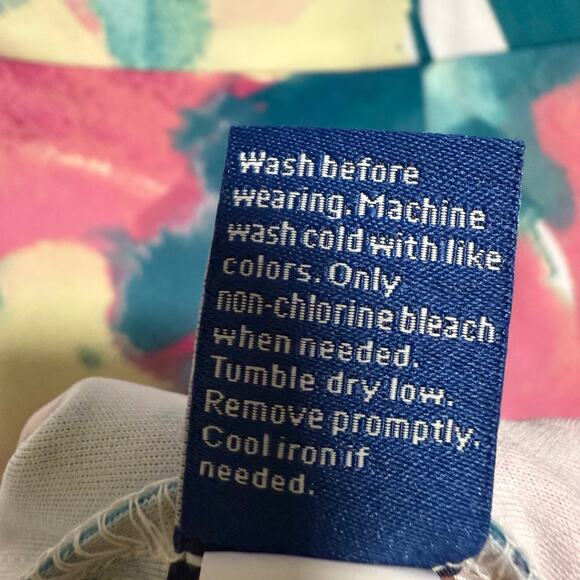 Wash before
wearing. Machine
wash cold with like
colors. Only
non-chlorine bleach
when needed.
Tumble dry low.
Remove promptly.
Cool iron if
needed.